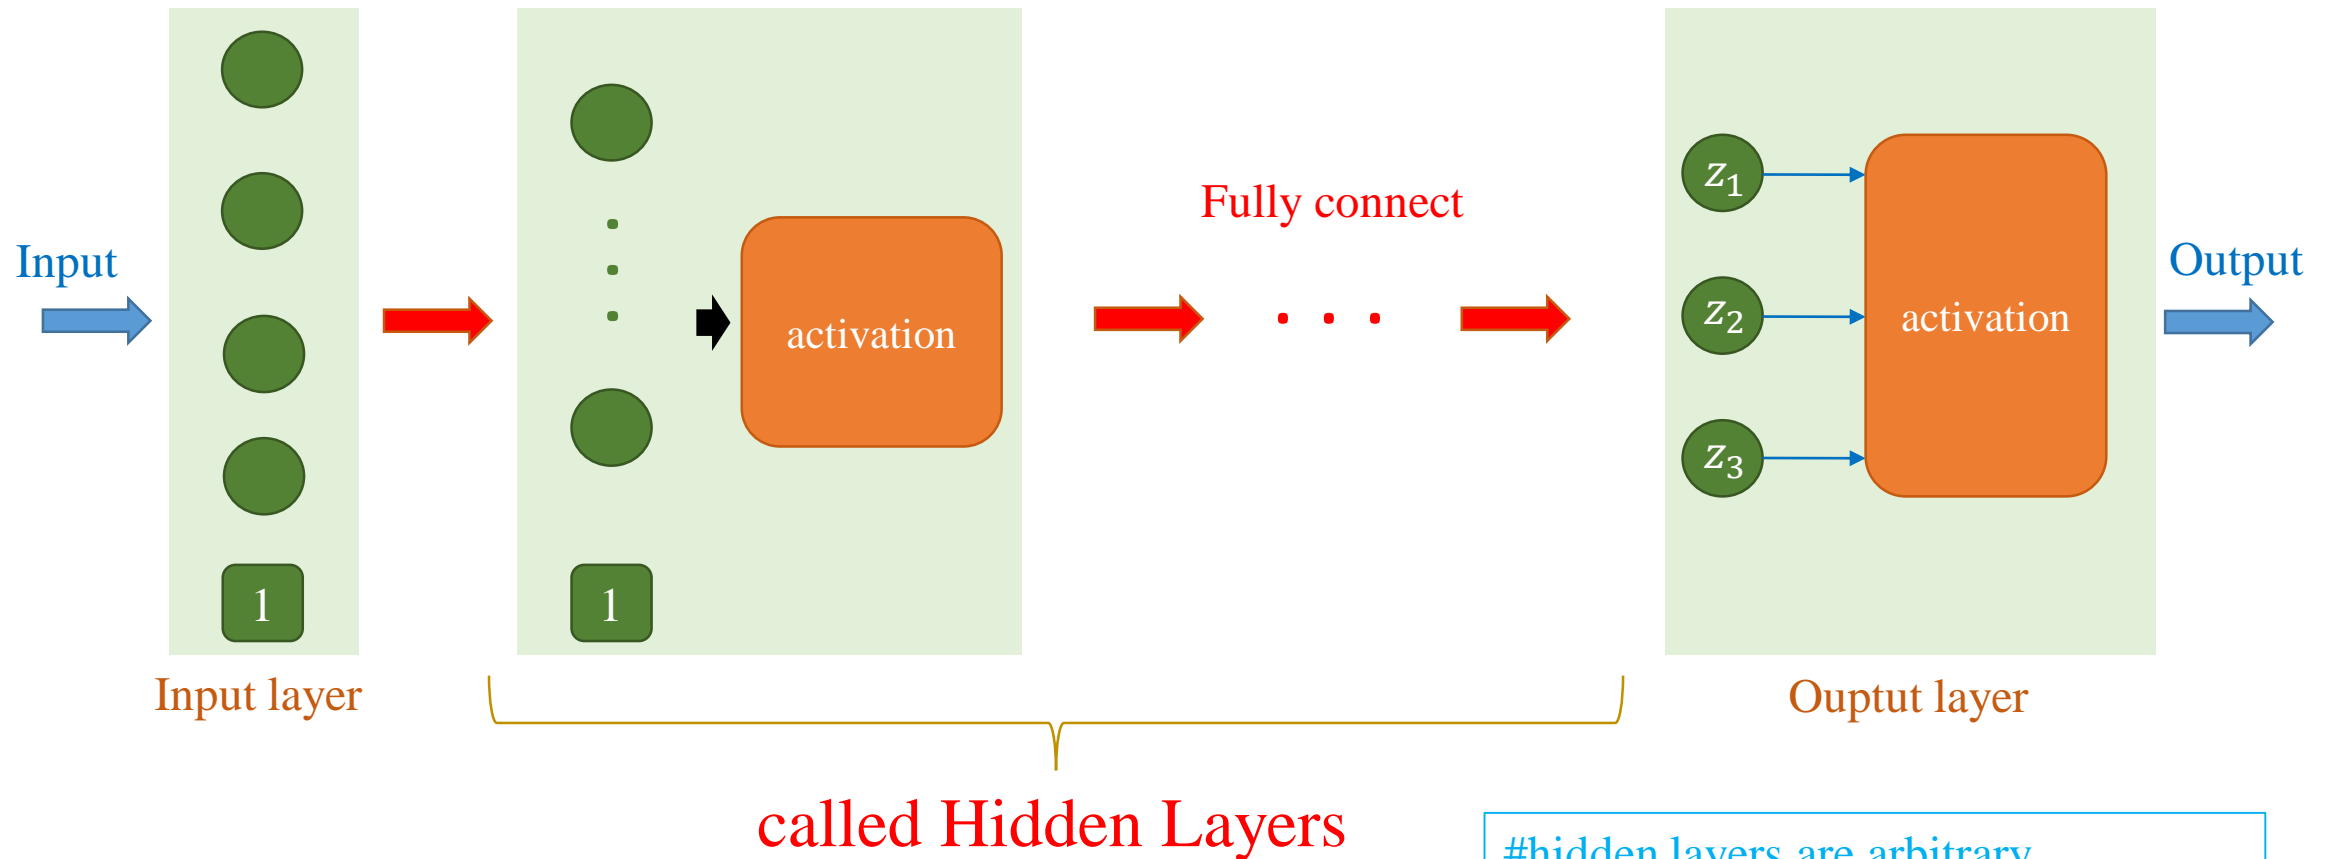 Input
1
Input layer
activation
1
Fully connect
. . .
called Hidden Layers
z₁
z₂
z₃
activation
Output
Ouptut layer
#hidden layers are arbitrary